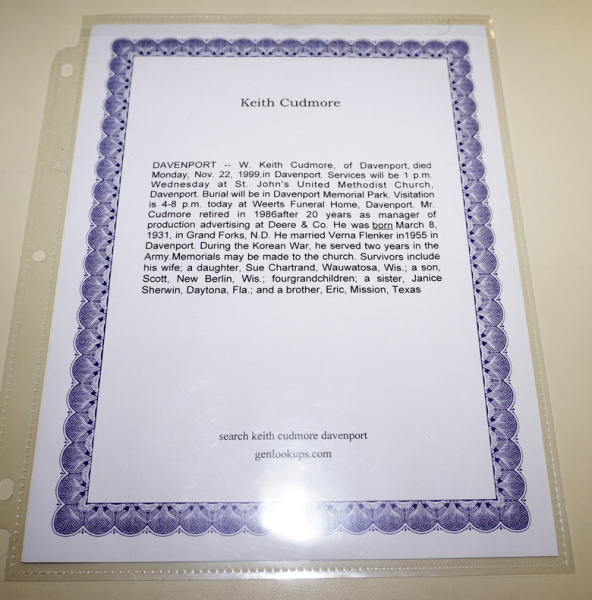 Keith Cudmore
DAVENPORT -- W. Keith Cudmore, of Davenport, died
Monday, Nov. 22, 1999,in Davenport. Services will be 1 p.m.
Wednesday at St. John's United Methodist Church,
Davenport. Burial will be in Davenport Memorial Park. Visitation
is 4-8 p.m. today at Weerts Funeral Home, Davenport. Mr.
Cudmore retired in 1986after 20 years as manager of
production advertising at Deere & Co. He was born March 8,
1931, in Grand Forks, N.D. He married Verna Flenker in1955 in
Davenport. During the Korean War, he served two years in the
Army.Memorials may be made to the church. Survivors include
his wife; a daughter, Sue Chartrand, Wauwatosa, Wis.; a son,
Scott, New Berlin, Wis.; fourgrandchildren; a sister, Janice
Sherwin, Daytona, Fla.; and a brother, Eric, Mission, Texas
search keith cudmore davenport
genlookups.com